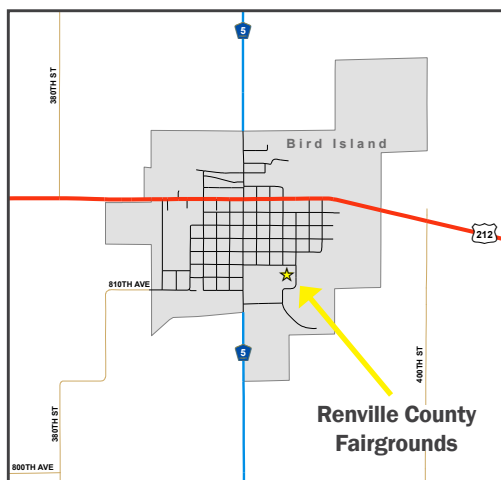 5
380TH ST
Bird Island
212
810TH AVE
5
380TH ST
400TH ST
Renville County
Fairgrounds
800TH AVE